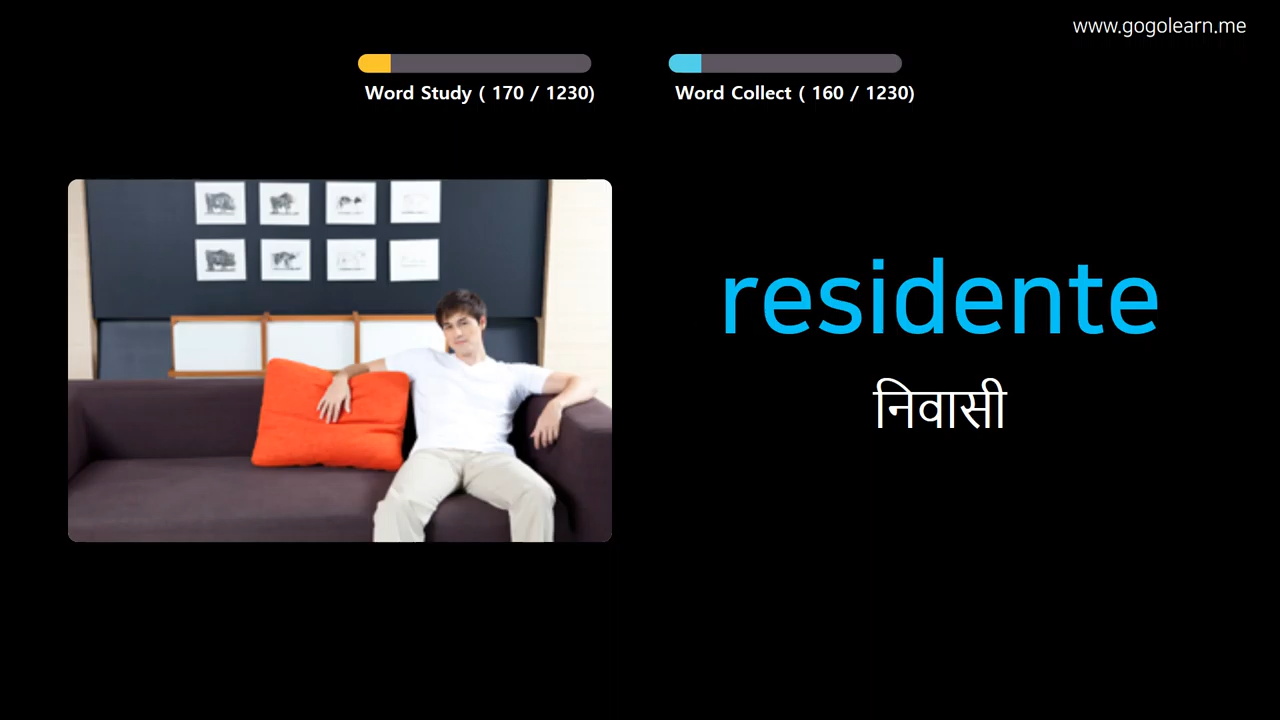 www.gogolearn.me
Word Study ( 170 / 1230)
Word Collect ( 160 / 1230)
residente
निवासी